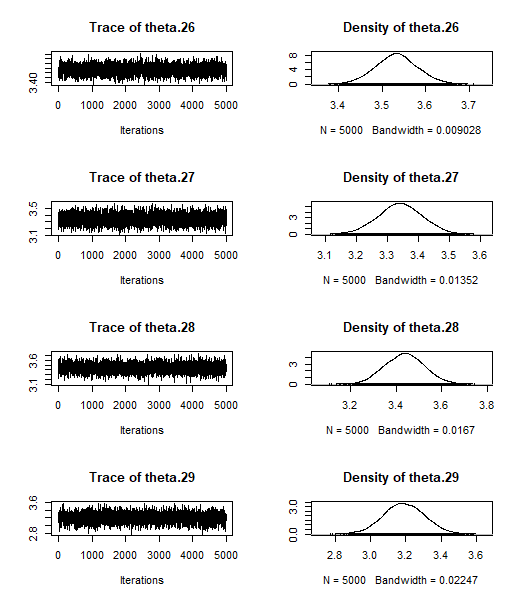 Trace of theta.26
3.40
0 1000 2000 3000 4000 5000
Iterations
Density of theta.26
0 4 8
3.4 3.5 3.6 3.7
N = 5000 Bandwidth = 0.009028
Trace of theta.27
3.1 3.5
0 1000 2000 3000 4000 5000
Iterations
Density of theta.27
0 3
3.1 3.2 3.3 3.4 3.5 3.6
N = 5000 Bandwidth = 0.01352
Trace of theta.28
3.1 3.6
0 1000 2000 3000 4000 5000
Iterations
Density of theta.28
0 3
3.2 3.4 3.6 3.8
N = 5000 Bandwidth = 0.0167
Trace of theta.29
2.8 3.6
0 1000 2000 3000 4000 5000
Iterations
Density of theta.29
0.0 3.0
2.8 3.0 3.2 3.4 3.6
N = 5000 Bandwidth = 0.02247